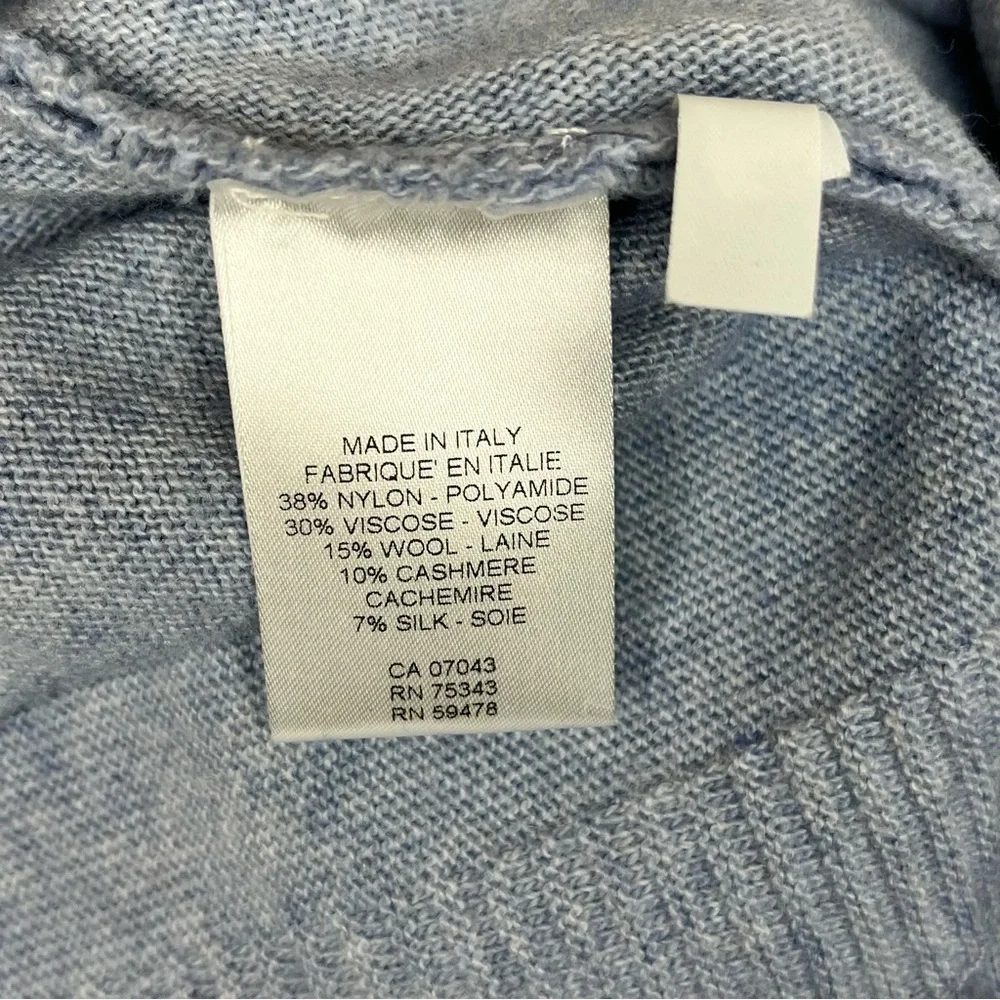 MADE IN ITALY
FABRIQUE' EN ITALIE
38% NYLON - POLYAMIDE
30% VISCOSE - VISCOSE
15% WOOL - LAINE
10% CASHMERE
CACHEMIRE
7% SILK - SOIE
CA 07043
RN 75343
RN 59478